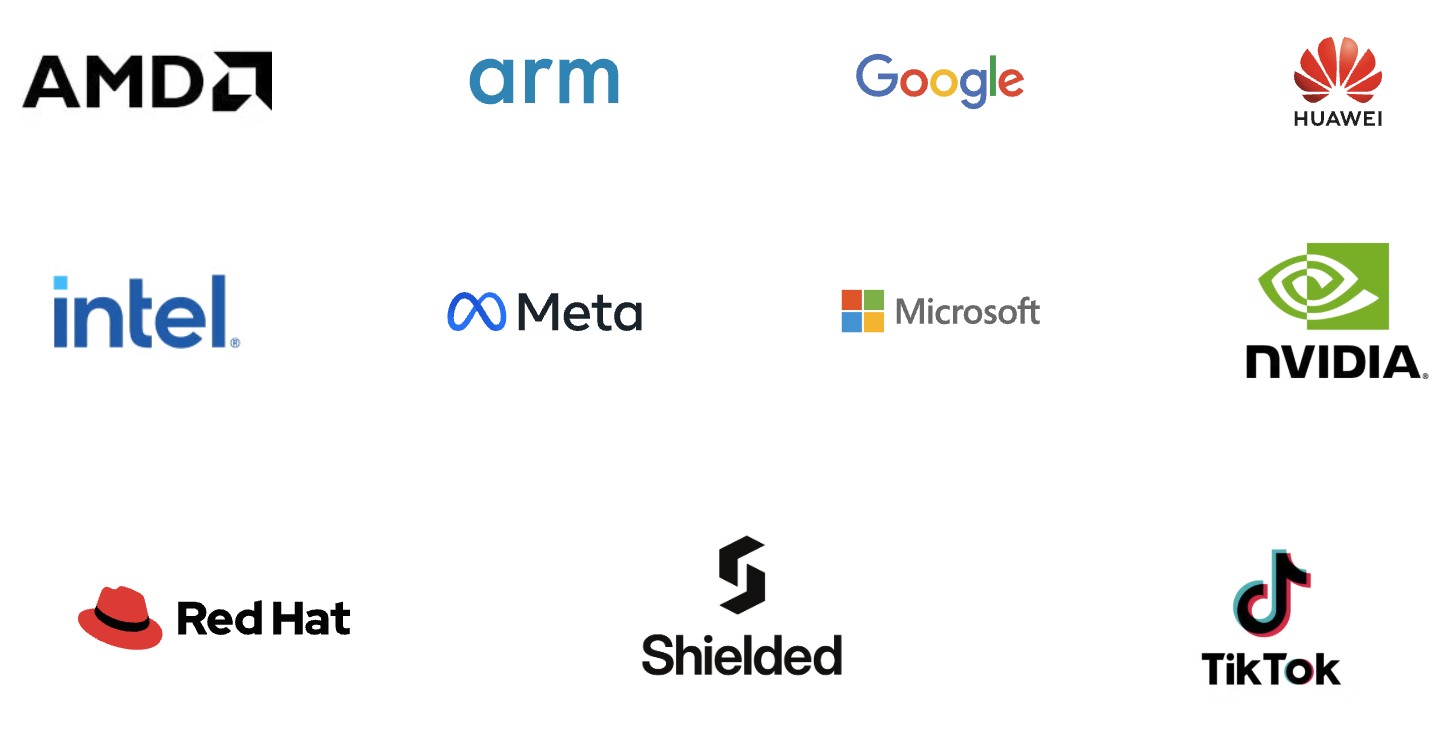 AMD
arm
Google
HUAWEI
intel®
Meta
Microsoft
NVIDIA®
Red Hat
Shielded
TikTok